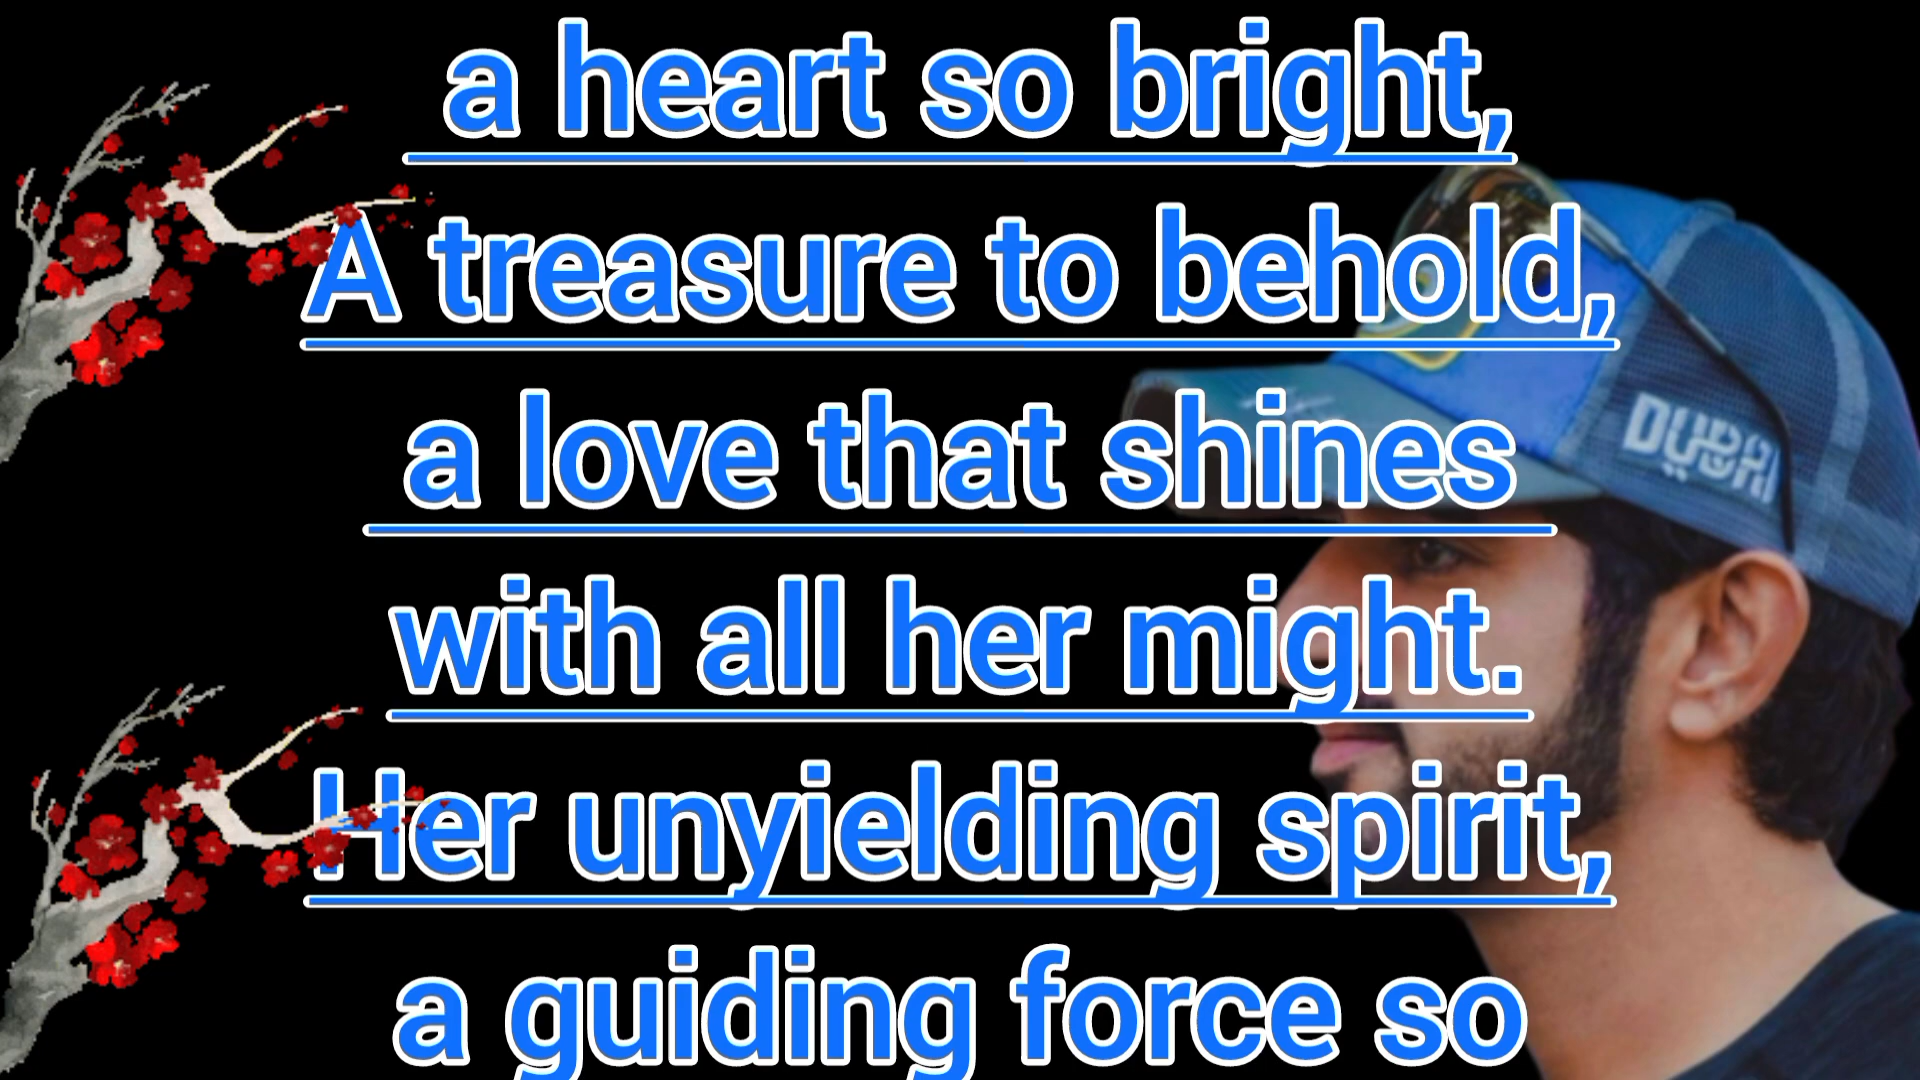 a heart so bright,
A treasure to behold,
a love that shines
with all her might.
Her unyielding spirit,
a guiding force so
DUBAI